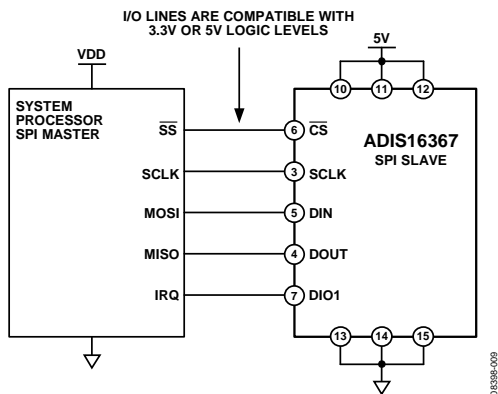 I/O LINES ARE COMPATIBLE WITH
3.3V OR 5V LOGIC LEVELS
VDD
5V
10 11 12
SYSTEM
PROCESSOR
SPI MASTER
ADIS16367
SPI SLAVE
SS 6 CS
SCLK 3 SCLK
MOSI 5 DIN
MISO 4 DOUT
IRQ 7 DIO1
13 14 15
08398-009